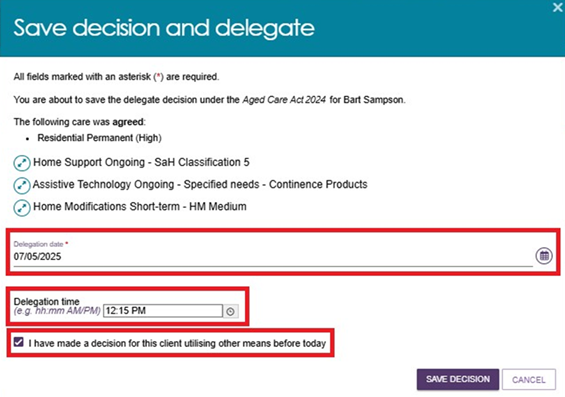 Save decision and delegate
All fields marked with an asterisk (*) are required.
You are about to save the delegate decision under the Aged Care Act 2024 for Bart Sampson.
The following care was agreed:
• Residential Permanent (High)
Home Support Ongoing - SaH Classification 5
Assistive Technology Ongoing - Specified needs - Continence Products
Home Modifications Short-term - HM Medium
Delegation date *
07/05/2025
Delegation time
(e.g. hh:mm AM/PM) 12:15 PM
I have made a decision for this client utilising other means before today
SAVE DECISION CANCEL